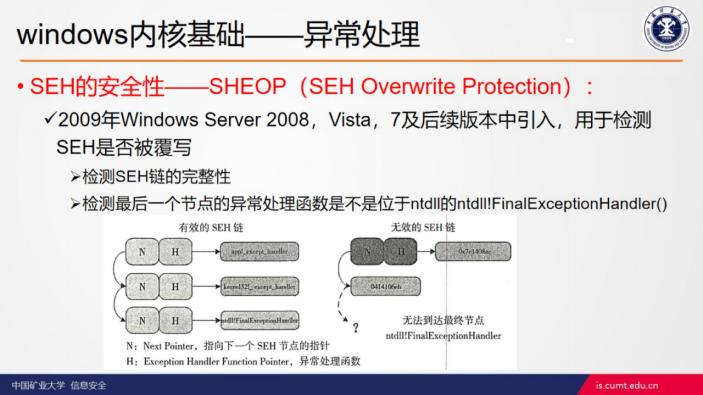 windows内核基础——异常处理
• SEH的安全性——SHEOP（SEH Overwrite Protection）：
✓2009年Windows Server 2008，Vista，7及后续版本中引入，用于检测
SEH是否被覆写
➢检测SEH链的完整性
➢检测最后一个节点的异常处理函数是不是位于ntdll的ntdll!FinalExceptionHandler()
有效的 SEH 链
N H app!_except_handler
N H kernel32!_except_handler
N H ntdll!FinalExceptionHandler
N：Next Pointer，指向下一个 SEH 节点的指针
H：Exception Handler Function Pointer，异常处理函数
无效的 SEH 链
N H
0414106eb
?
无法到达最终节点
ntdll!FinalExceptionHandler
中国矿业大学 信息安全
is.cumt.edu.cn